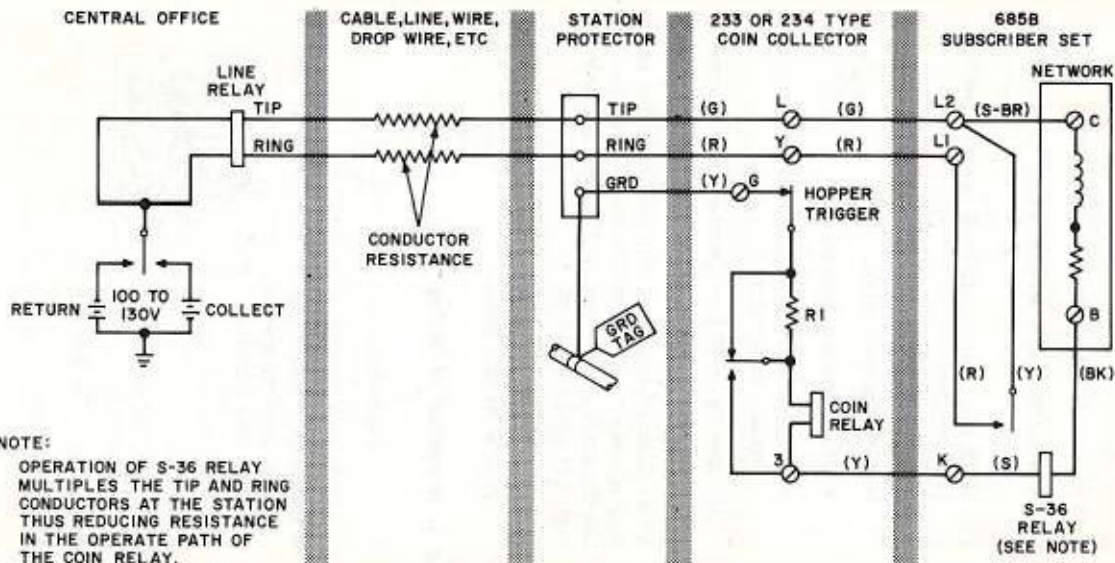 CENTRAL OFFICE
CABLE, LINE, WIRE,
DROP WIRE, ETC
STATION
PROTECTOR
233 OR 234 TYPE
COIN COLLECTOR
685B
SUBSCRIBER SET
NETWORK
LINE
RELAY
TIP
RING
TIP
RING
GRD
(G)
L
(G)
L2
(S-BR)
C
(R)
Y
(R)
L1
(Y)
G
HOPPER
TRIGGER
CONDUCTOR
RESISTANCE
RETURN
100 TO
130V
COLLECT
GRD
TAG
R1
B
(R)
(Y)
(BK)
COIN
RELAY
3
(Y)
K
(S)
S-36
RELAY
(SEE NOTE)
NOTE:
OPERATION OF S-36 RELAY
MULTIPLES THE TIP AND RING
CONDUCTORS AT THE STATION
THUS REDUCING RESISTANCE
IN THE OPERATE PATH OF
THE COIN RELAY.